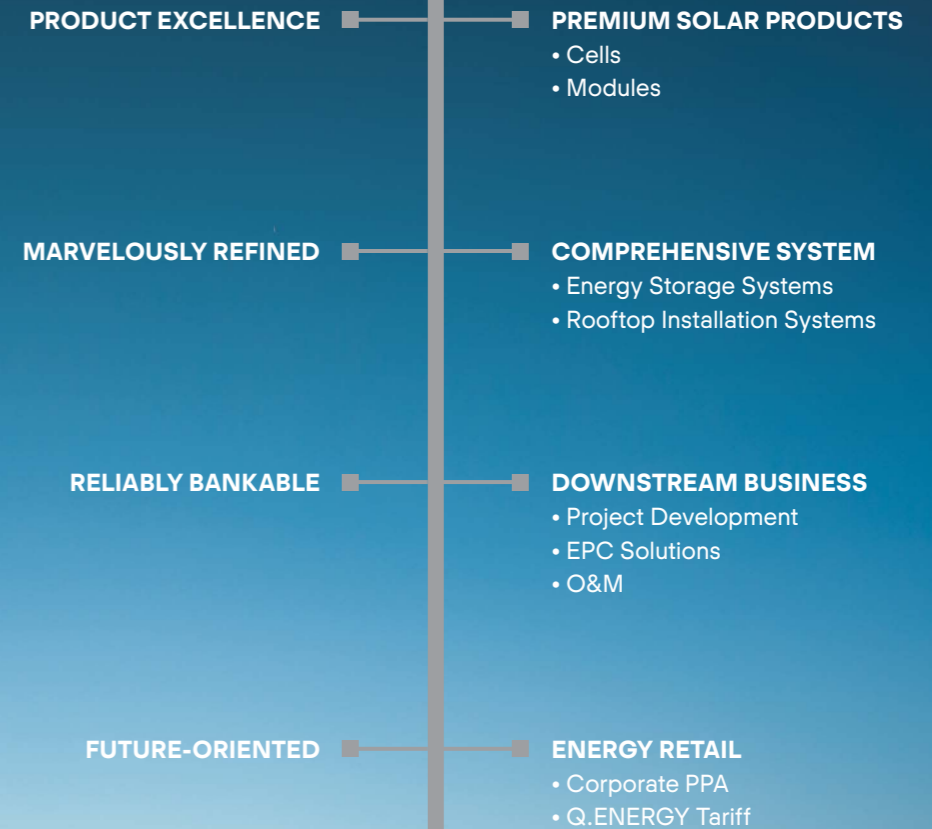 PRODUCT EXCELLENCE
PREMIUM SOLAR PRODUCTS
• Cells
• Modules
MARVELOUSLY REFINED
COMPREHENSIVE SYSTEM
• Energy Storage Systems
• Rooftop Installation Systems
RELIABLY BANKABLE
DOWNSTREAM BUSINESS
• Project Development
• EPC Solutions
• O&M
FUTURE-ORIENTED
ENERGY RETAIL
• Corporate PPA
• Q.ENERGY Tariff